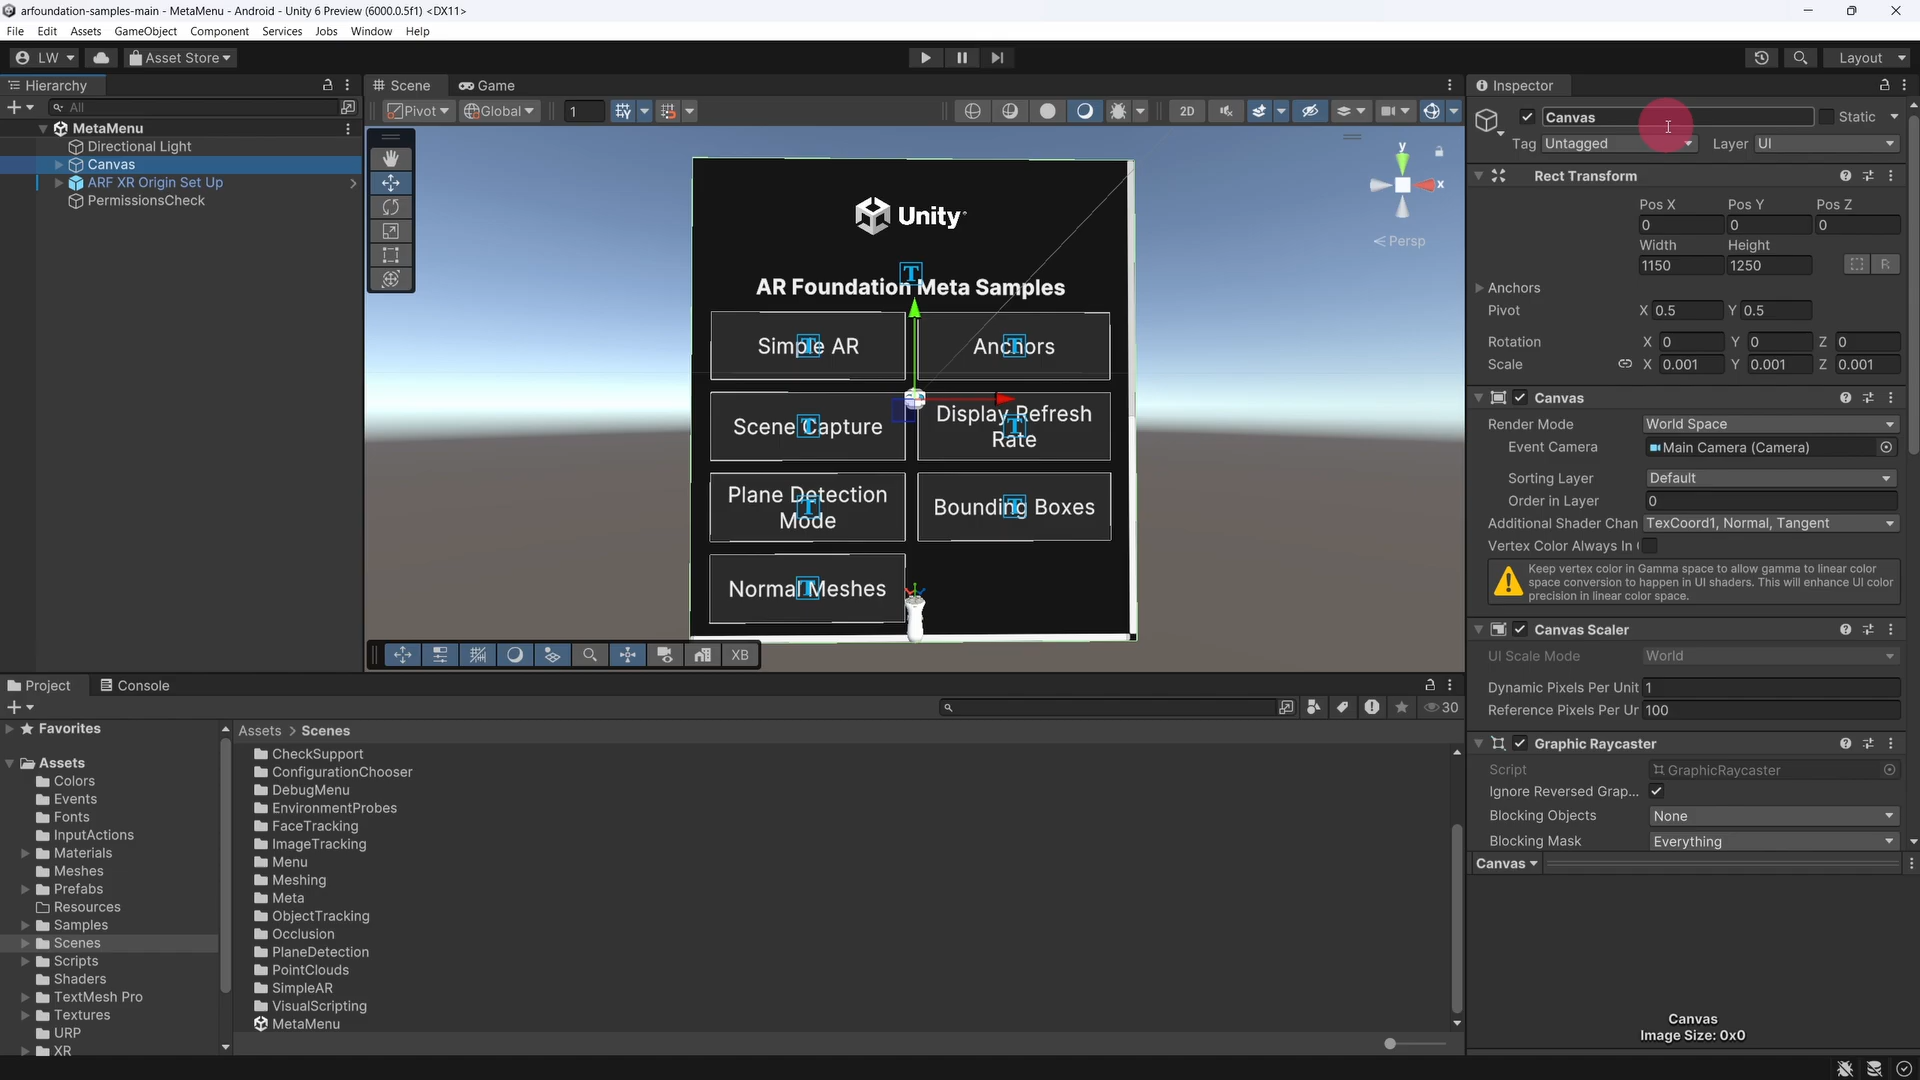 arfoundation-samples-main - MetaMenu - Android - Unity 6 Preview (6000.0.5f1) <DX11>
File Edit Assets GameObject Component Services Jobs Window Help
LW Asset Store Layout
Hierarchy
All
MetaMenu
Directional Light
Canvas
ARF XR Origin Set Up
PermissionsCheck
Scene Game
Pivot Global 1 2D
y
x
Persp
Unity
AR Foundation Meta Samples
Simple AR
Anchors
Scene Capture
Display Refresh
Rate
Plane Detection
Mode
Bounding Boxes
Normal Meshes
XB
Inspector
Canvas Static
Tag Untagged Layer UI
Rect Transform
Pos X Pos Y Pos Z
0 0 0
Width Height
1150 1250 R
Anchors
Pivot X 0.5 Y 0.5
Rotation X 0 Y 0 Z 0
Scale X 0.001 Y 0.001 Z 0.001
Canvas
Render Mode World Space
Event Camera Main Camera (Camera)
Sorting Layer Default
Order in Layer 0
Additional Shader Chan TexCoord1, Normal, Tangent
Vertex Color Always In (
Keep vertex color in Gamma space to allow gamma to linear color
space conversion to happen in UI shaders. This will enhance UI color
precision in linear color space.
Canvas Scaler
UI Scale Mode World
Dynamic Pixels Per Unit 1
Reference Pixels Per Ur 100
Graphic Raycaster
Script GraphicRaycaster
Ignore Reversed Grap...
Blocking Objects None
Blocking Mask Everything
Canvas
Canvas
Image Size: 0x0
Project Console
30
Favorites
Assets
Colors
Events
Fonts
InputActions
Materials
Meshes
Prefabs
Resources
Samples
Scenes
Scripts
Shaders
TextMesh Pro
Textures
URP
XR
Assets > Scenes
CheckSupport
ConfigurationChooser
DebugMenu
EnvironmentProbes
FaceTracking
ImageTracking
Menu
Meshing
Meta
ObjectTracking
Occlusion
PlaneDetection
PointClouds
SimpleAR
VisualScripting
MetaMenu